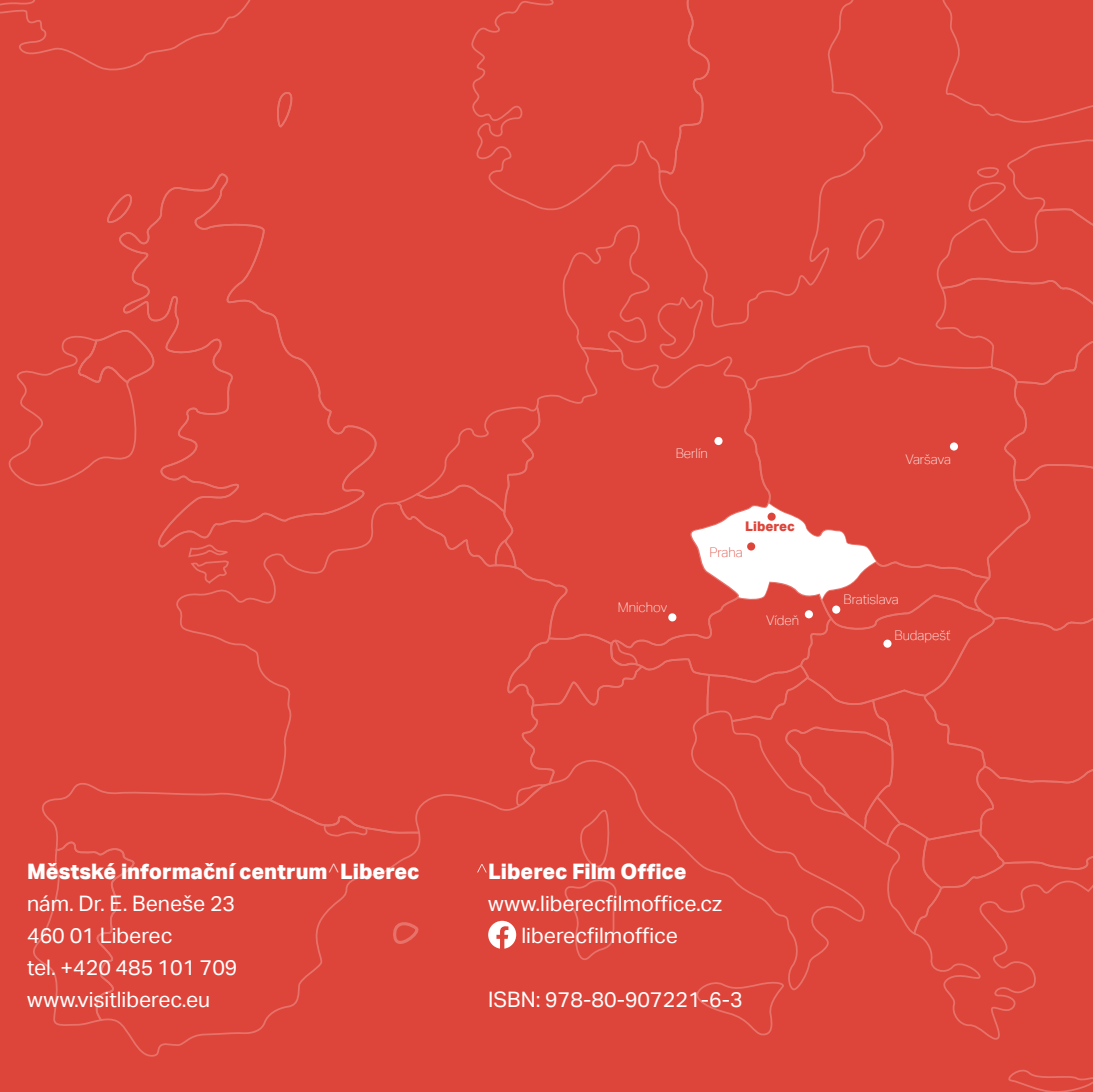 Berlín
Varšava
Liberec
Praha
Mnichov
Vídeň
Bratislava
Budapešť
Městské informační centrum^Liberec
nám. Dr. E. Beneše 23
460 01 Liberec
tel. +420 485 101 709
www.visitliberec.eu
^Liberec Film Office
www.liberecfilmoffice.cz
liberecfilmoffice
ISBN: 978-80-907221-6-3